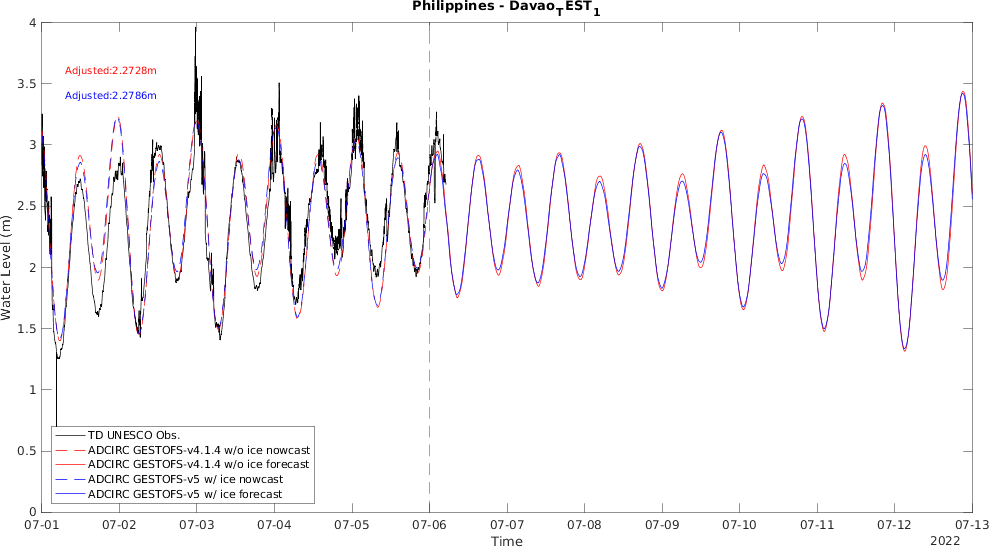 Philippines - Davao_TEST_1
Adjusted:2.2728m
Adjusted:2.2786m
Water Level (m)
4
3.5
3
2.5
2
1.5
1
0.5
0
TD UNESCO Obs.
ADCIRC GESTOFS-v4.1.4 w/o ice nowcast
ADCIRC GESTOFS-v4.1.4 w/o ice forecast
ADCIRC GESTOFS-v5 w/ ice nowcast
ADCIRC GESTOFS-v5 w/ ice forecast
07-01 07-02 07-03 07-04 07-05 07-06 07-07 07-08 07-09 07-10 07-11 07-12 07-13
Time
2022